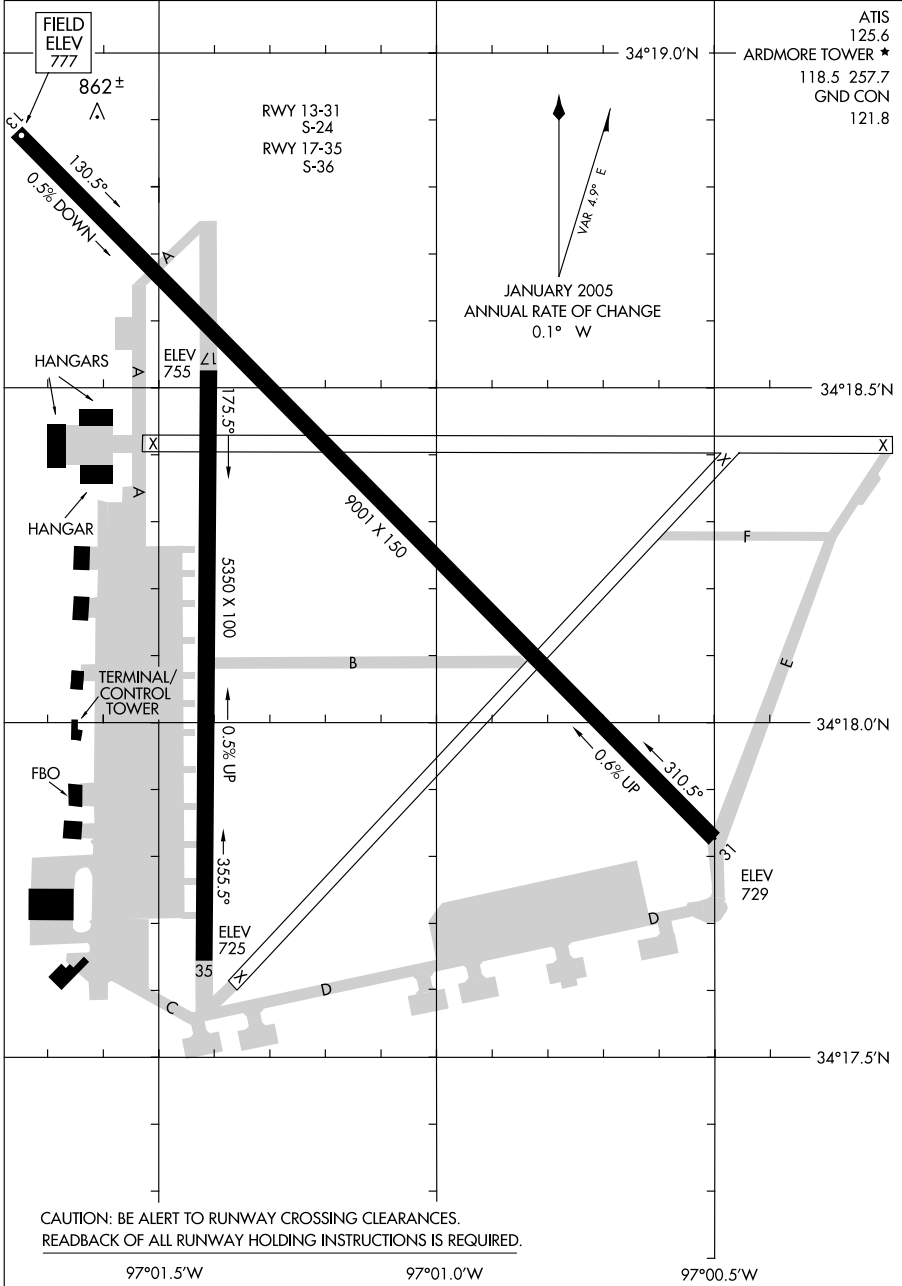 FIELD
ELEV
777
862±
13
130.5°
0.5% DOWN
RWY 13-31
S-24
RWY 17-35
S-36
34°19.0'N
ATIS
125.6
ARDMORE TOWER ★
118.5 257.7
GND CON
121.8
VAR 4.9° E
JANUARY 2005
ANNUAL RATE OF CHANGE
0.1° W
A
HANGARS
A
ELEV
755
17
175.5°
34°18.5'N
X
X
X
A
HANGAR
9001 X 150
F
5350 X 100
B
E
TERMINAL/
CONTROL
TOWER
34°18.0'N
0.5% UP
0.6% UP
310.5°
FBO
355.5°
31
ELEV
729
D
ELEV
725
35
X
D
C
34°17.5'N
CAUTION: BE ALERT TO RUNWAY CROSSING CLEARANCES.
READBACK OF ALL RUNWAY HOLDING INSTRUCTIONS IS REQUIRED.
97°01.5'W
97°01.0'W
97°00.5'W